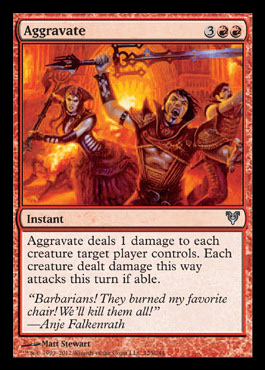 Aggravate 3
Instant
Aggravate deals 1 damage to each
creature target player controls. Each
creature dealt damage this way
attacks this turn if able.
“Barbarians! They burned my favorite
chair! We’ll kill them all!”
—Anje Falkenrath
Matt Stewart